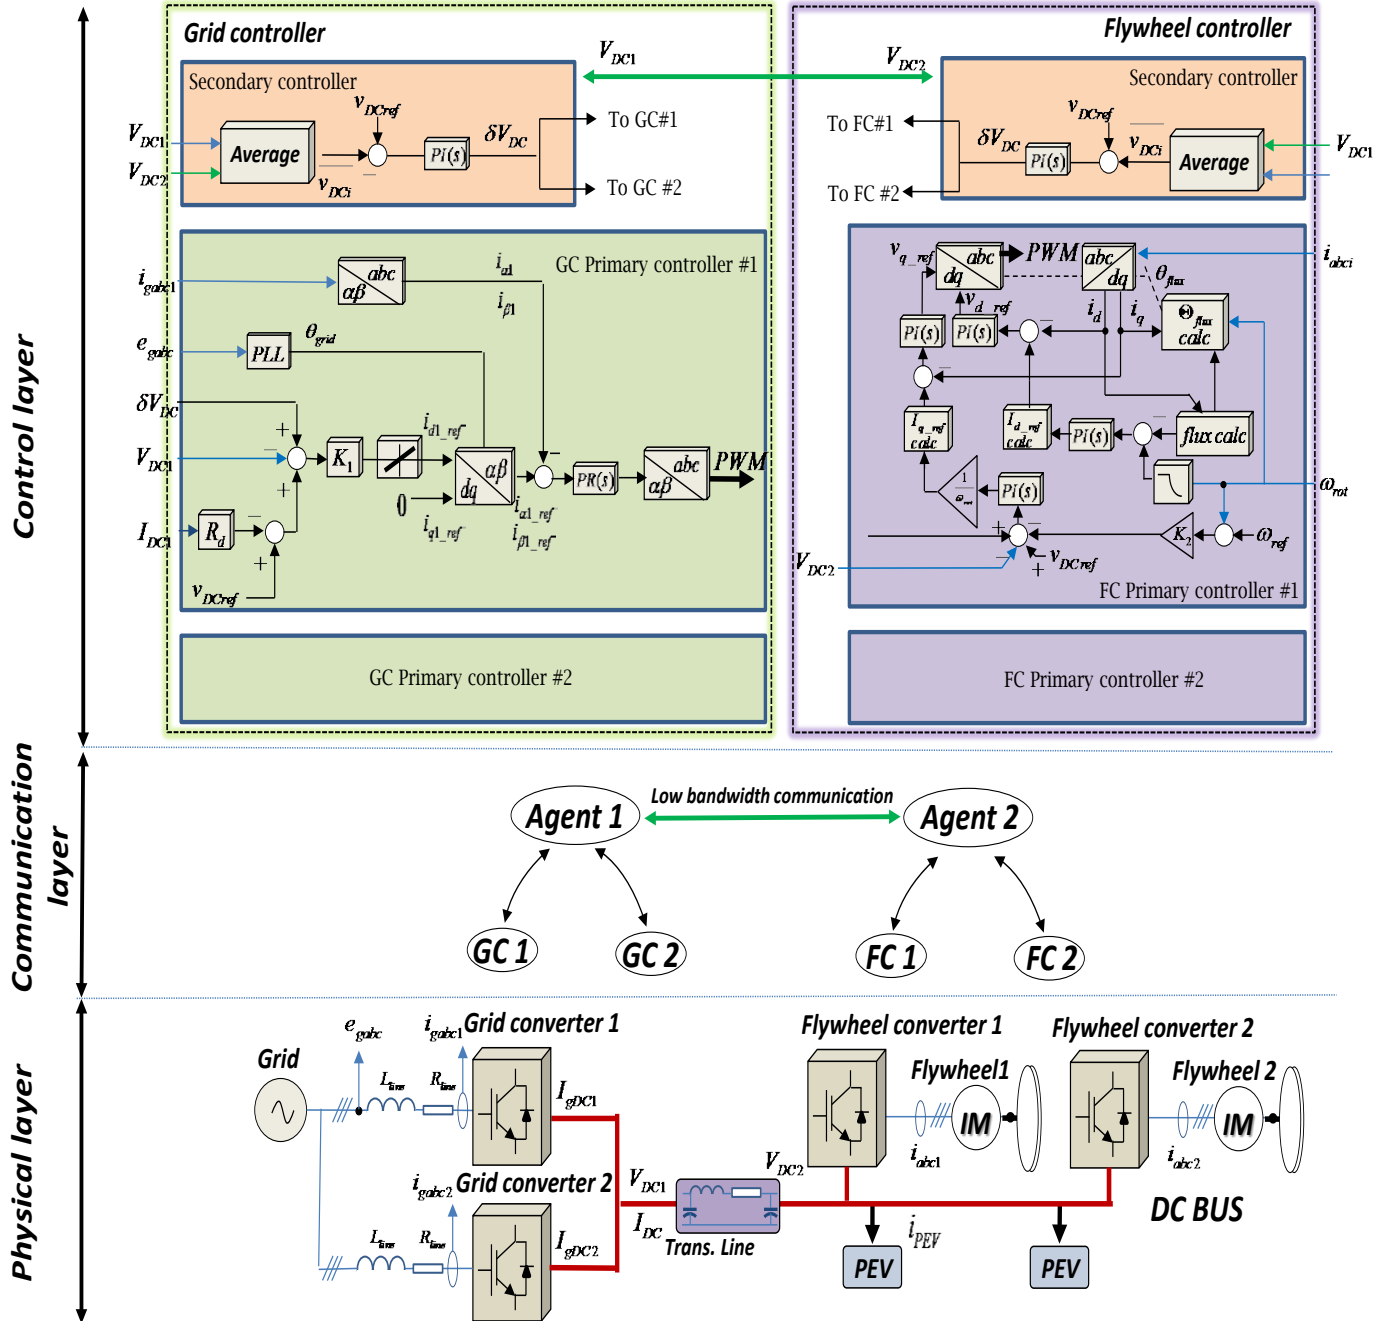 Control layer
Grid controller
Secondary controller
V_DC1
V_DC2
Average
v_DCref
v_DCi
−
PI(s)
δV_DC
To GC#1
To GC #2
V_DC1
V_DC2
Flywheel controller
Secondary controller
To FC#1
To FC #2
δV_DC
PI(s)
v_DCref
v_DCi
−
Average
V_DC1
GC Primary controller #1
i_gabc1
abc
αβ
i_α1
i_β1
e_gabc
PLL
θ_grid
δV_DC
V_DC1
I_DC1
R_d
v_DCref
+
−
+
−
+
K_1
i_d1_ref
0
i_q1_ref
αβ
dq
−
i_α1_ref
i_β1_ref
PR(s)
abc
αβ
PWM
GC Primary controller #2
v_q_ref
abc
dq
PWM
abc
dq
i_abci
θ_flux
v_d_ref
i_d
i_q
PI(s)
PI(s)
−
Θ_flux
calc
−
I_q_ref
calc
I_d_ref
calc
PI(s)
−
flux calc
1
ω_rot
PI(s)
ω_rot
+
−
−
+
K_2
ω_ref
V_DC2
v_DCref
FC Primary controller #1
FC Primary controller #2
Communication
layer
Low bandwidth communication
Agent 1
Agent 2
GC 1
GC 2
FC 1
FC 2
Physical layer
Grid
e_gabc
i_gabc1
L_line
R_line
Grid converter 1
I_gDC1
i_gabc2
L_line
R_line
Grid converter 2
I_gDC2
V_DC1
I_DC
Trans. Line
V_DC2
Flywheel converter 1
Flywheel1
IM
i_abc1
Flywheel converter 2
Flywheel 2
IM
i_abc2
DC BUS
i_PEV
PEV
PEV